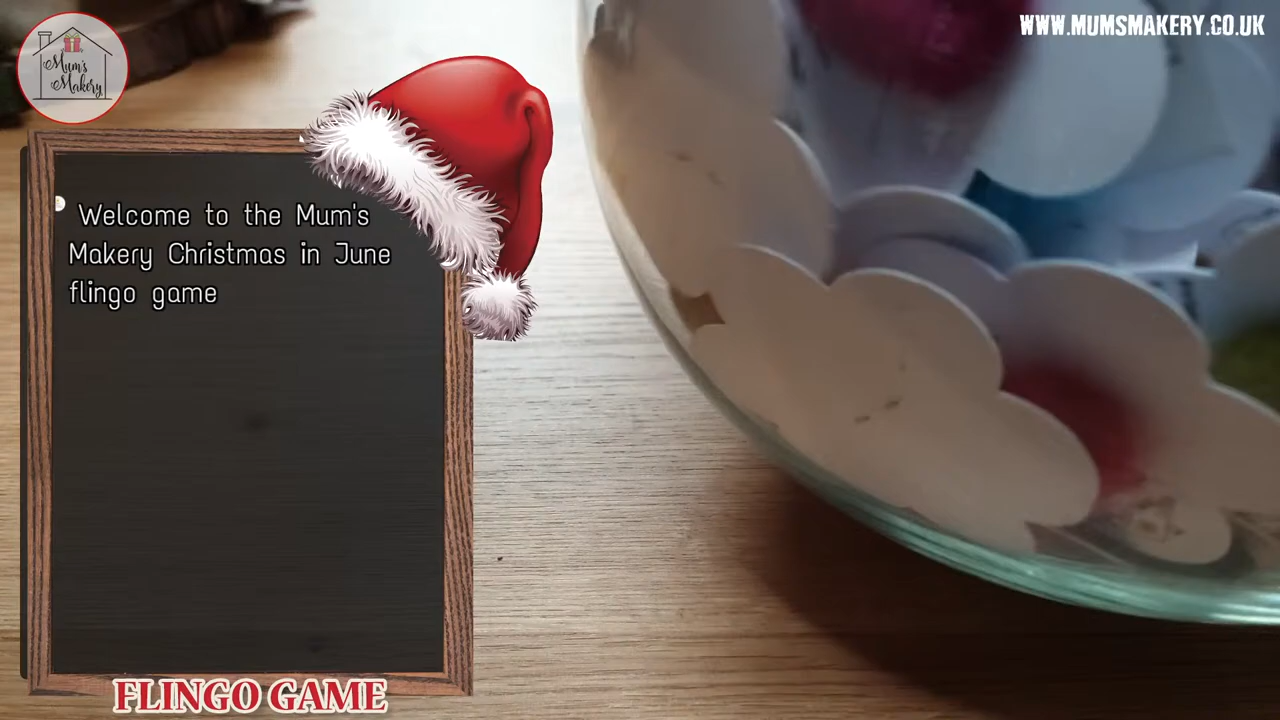 WWW.MUMSMAKERY.CO.UK
Mum's
Makery
Welcome to the Mum's
Makery Christmas in June
flingo game
FLINGO GAME